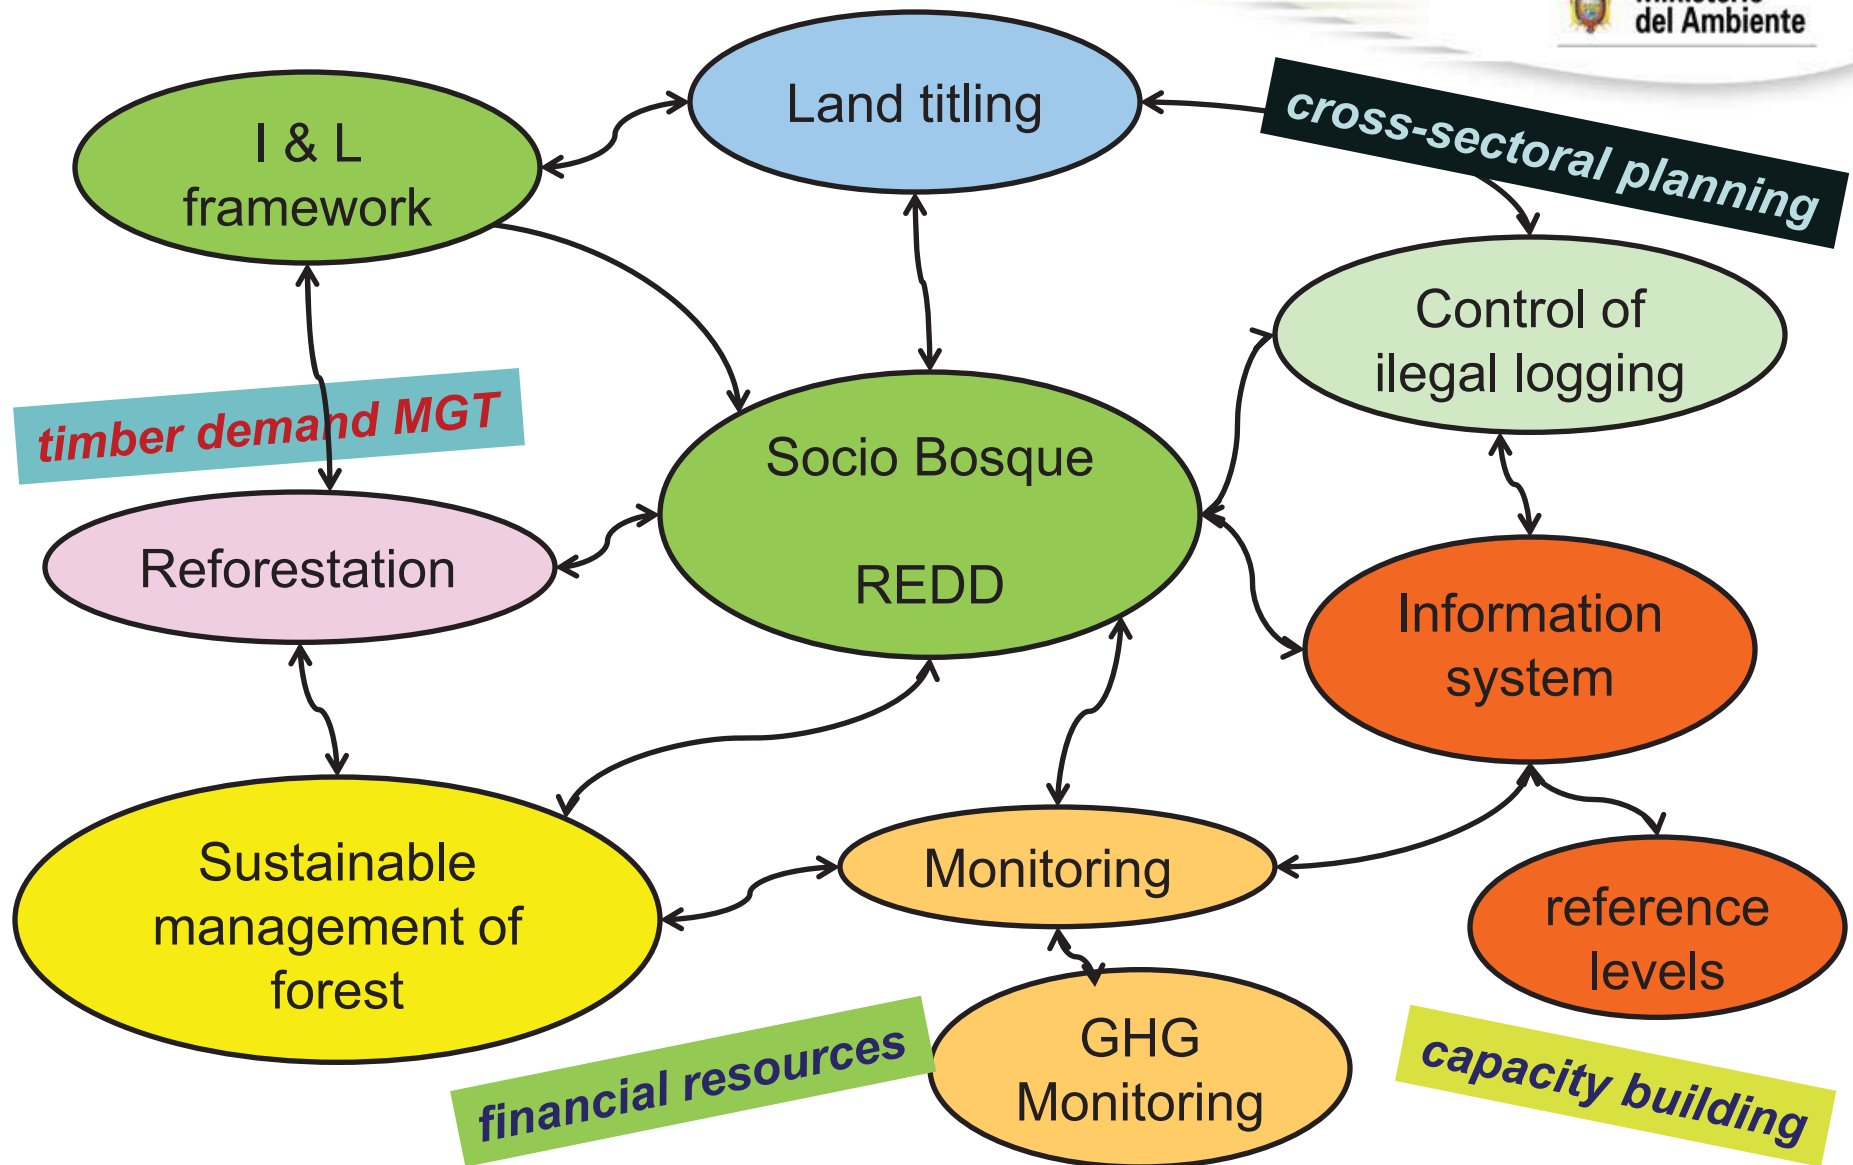 del Ambiente
Land titling
cross-sectoral planning
I & L
framework
Control of
ilegal logging
timber demand MGT
Socio Bosque
REDD
Reforestation
Information
system
Sustainable
management of
forest
Monitoring
reference
levels
GHG
Monitoring
financial resources
capacity building